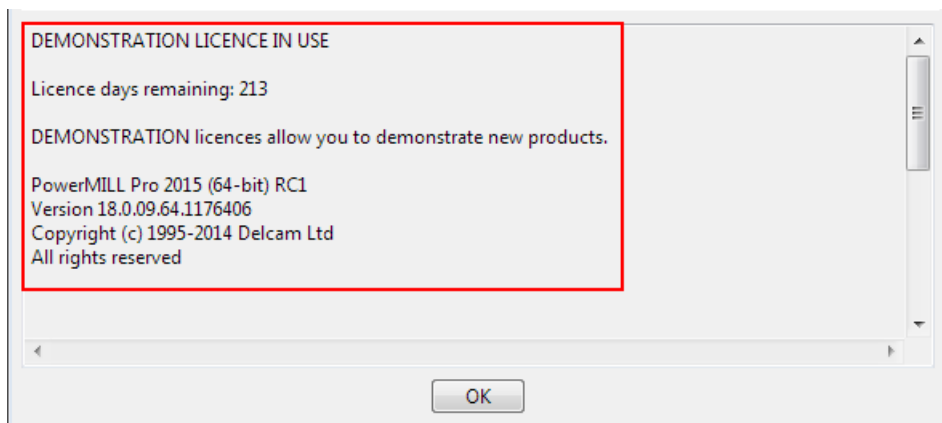 DEMONSTRATION LICENCE IN USE
Licence days remaining: 213
DEMONSTRATION licences allow you to demonstrate new products.
PowerMILL Pro 2015 (64-bit) RC1
Version 18.0.09.64.1176406
Copyright (c) 1995-2014 Delcam Ltd
All rights reserved
OK